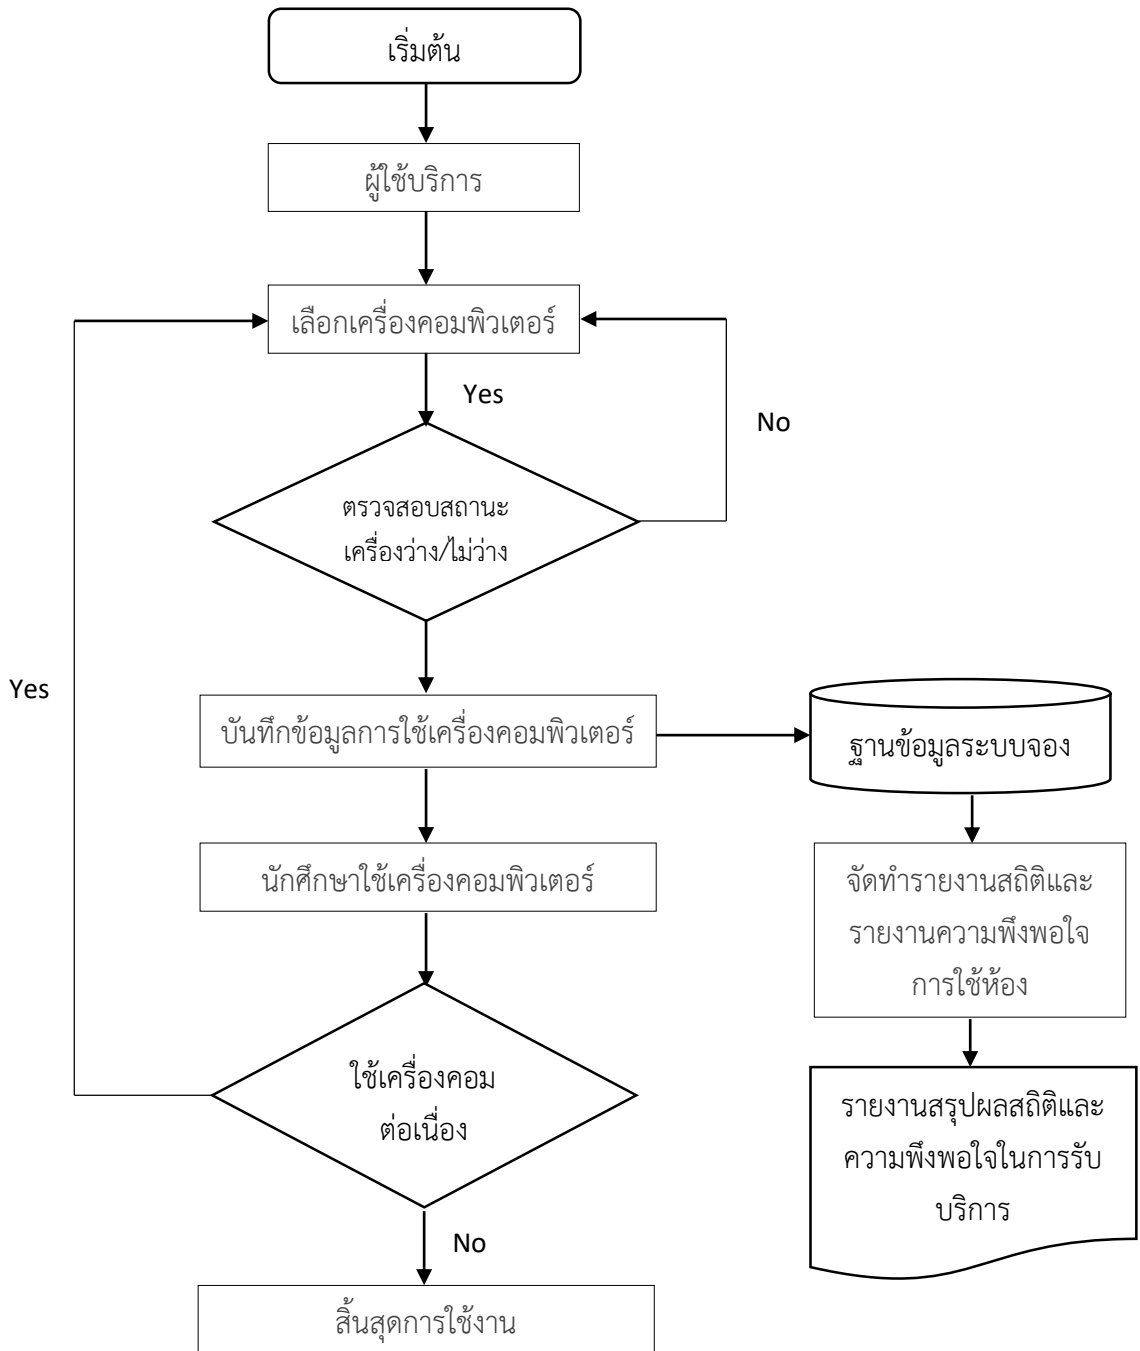 เริ่มต้น
ผู้ใช้บริการ
เลือกเครื่องคอมพิวเตอร์
Yes
No
ตรวจสอบสถานะ
เครื่องว่าง/ไม่ว่าง
Yes
บันทึกข้อมูลการใช้เครื่องคอมพิวเตอร์
ฐานข้อมูลระบบจอง
นักศึกษาใช้เครื่องคอมพิวเตอร์
จัดทำรายงานสถิติและ
รายงานความพึงพอใจ
การใช้ห้อง
ใช้เครื่องคอม
ต่อเนื่อง
รายงานสรุปผลสถิติและ
ความพึงพอใจในการรับ
บริการ
No
สิ้นสุดการใช้งาน